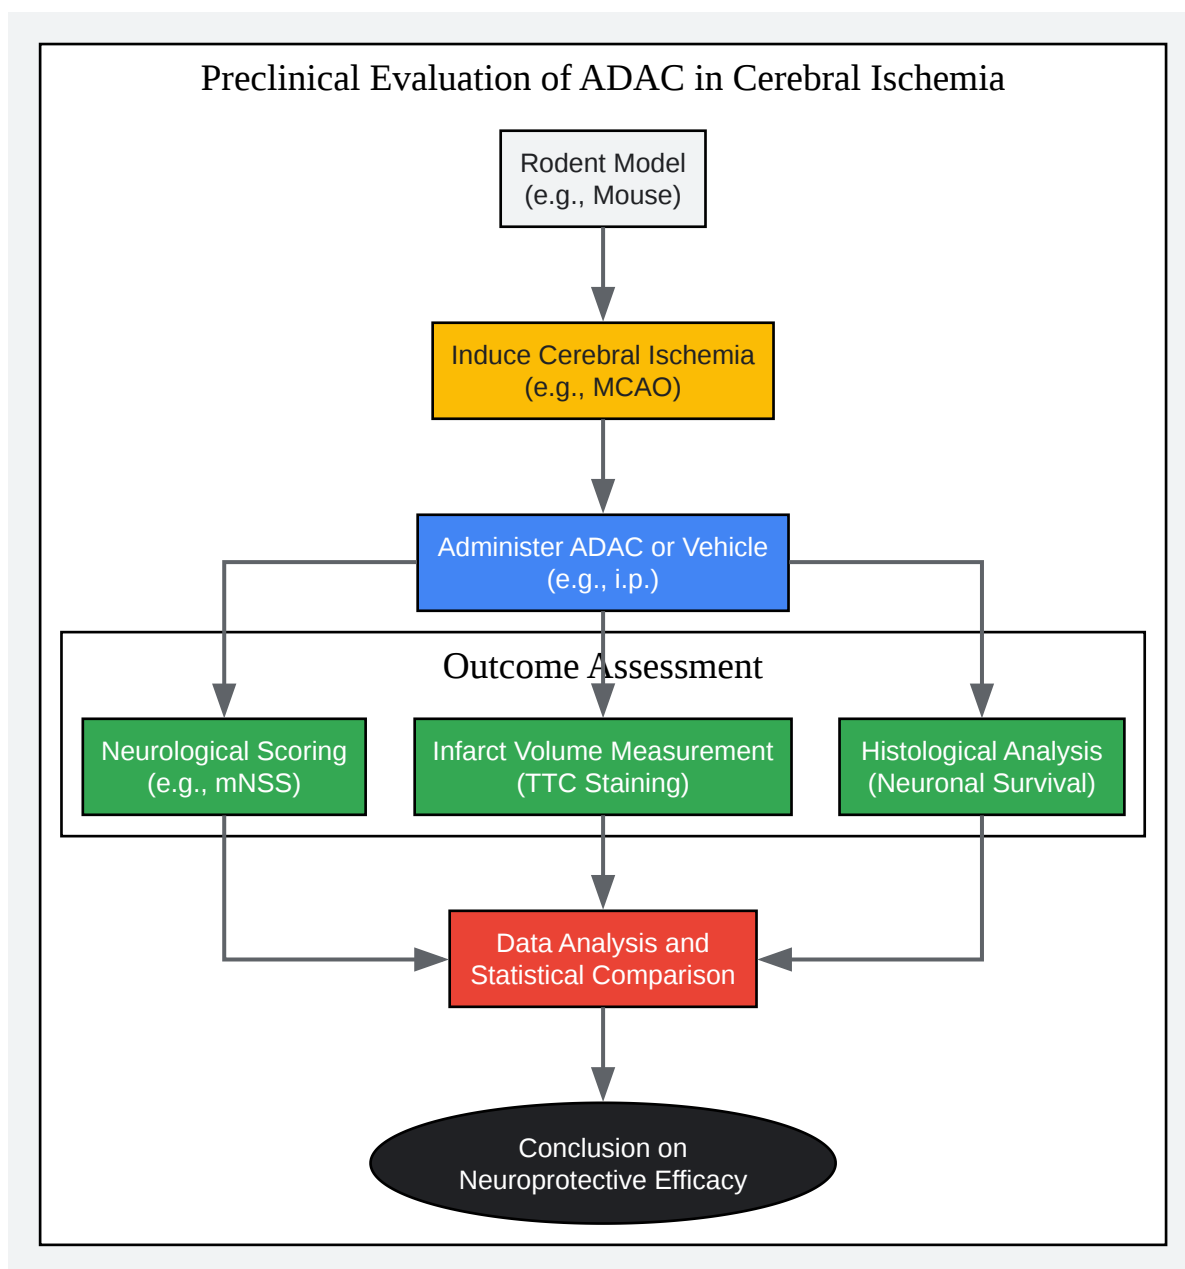 Preclinical Evaluation of ADAC in Cerebral Ischemia
Rodent Model
(e.g., Mouse)
Induce Cerebral Ischemia
(e.g., MCAO)
Administer ADAC or Vehicle
(e.g., i.p.)
Outcome Assessment
Neurological Scoring
(e.g., mNSS)
Infarct Volume Measurement
(TTC Staining)
Histological Analysis
(Neuronal Survival)
Data Analysis and
Statistical Comparison
Conclusion on
Neuroprotective Efficacy